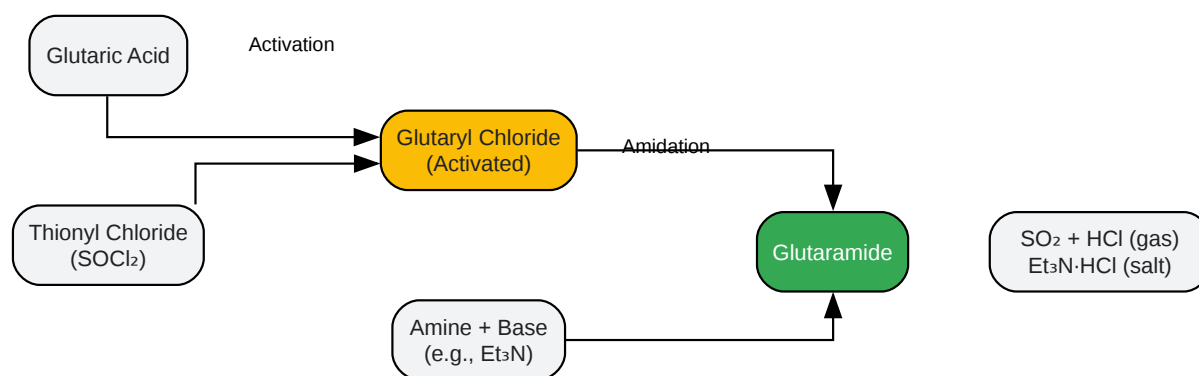 Glutaric Acid
Activation
Glutaryl Chloride
(Activated)
Amidation
Thionyl Chloride
(SOCl₂)
Glutaramide
SO₂ + HCl (gas)
Et₃N·HCl (salt)
Amine + Base
(e.g., Et₃N)